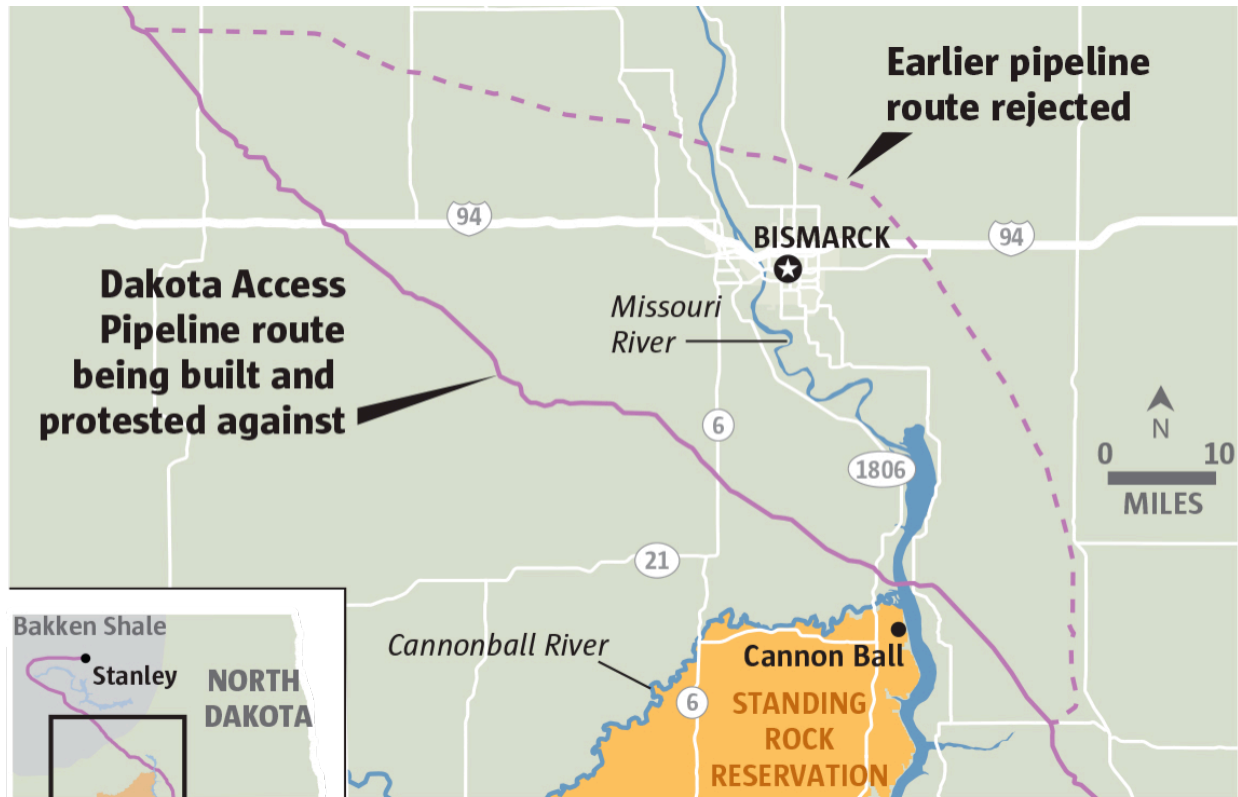 Earlier pipeline
route rejected
94
BISMARCK
94
Dakota Access
Pipeline route
being built and
protested against
Missouri
River
N
0 10
MILES
6
1806
21
Bakken Shale
Stanley
NORTH
DAKOTA
Cannonball River
Cannon Ball
6
STANDING
ROCK
RESERVATION